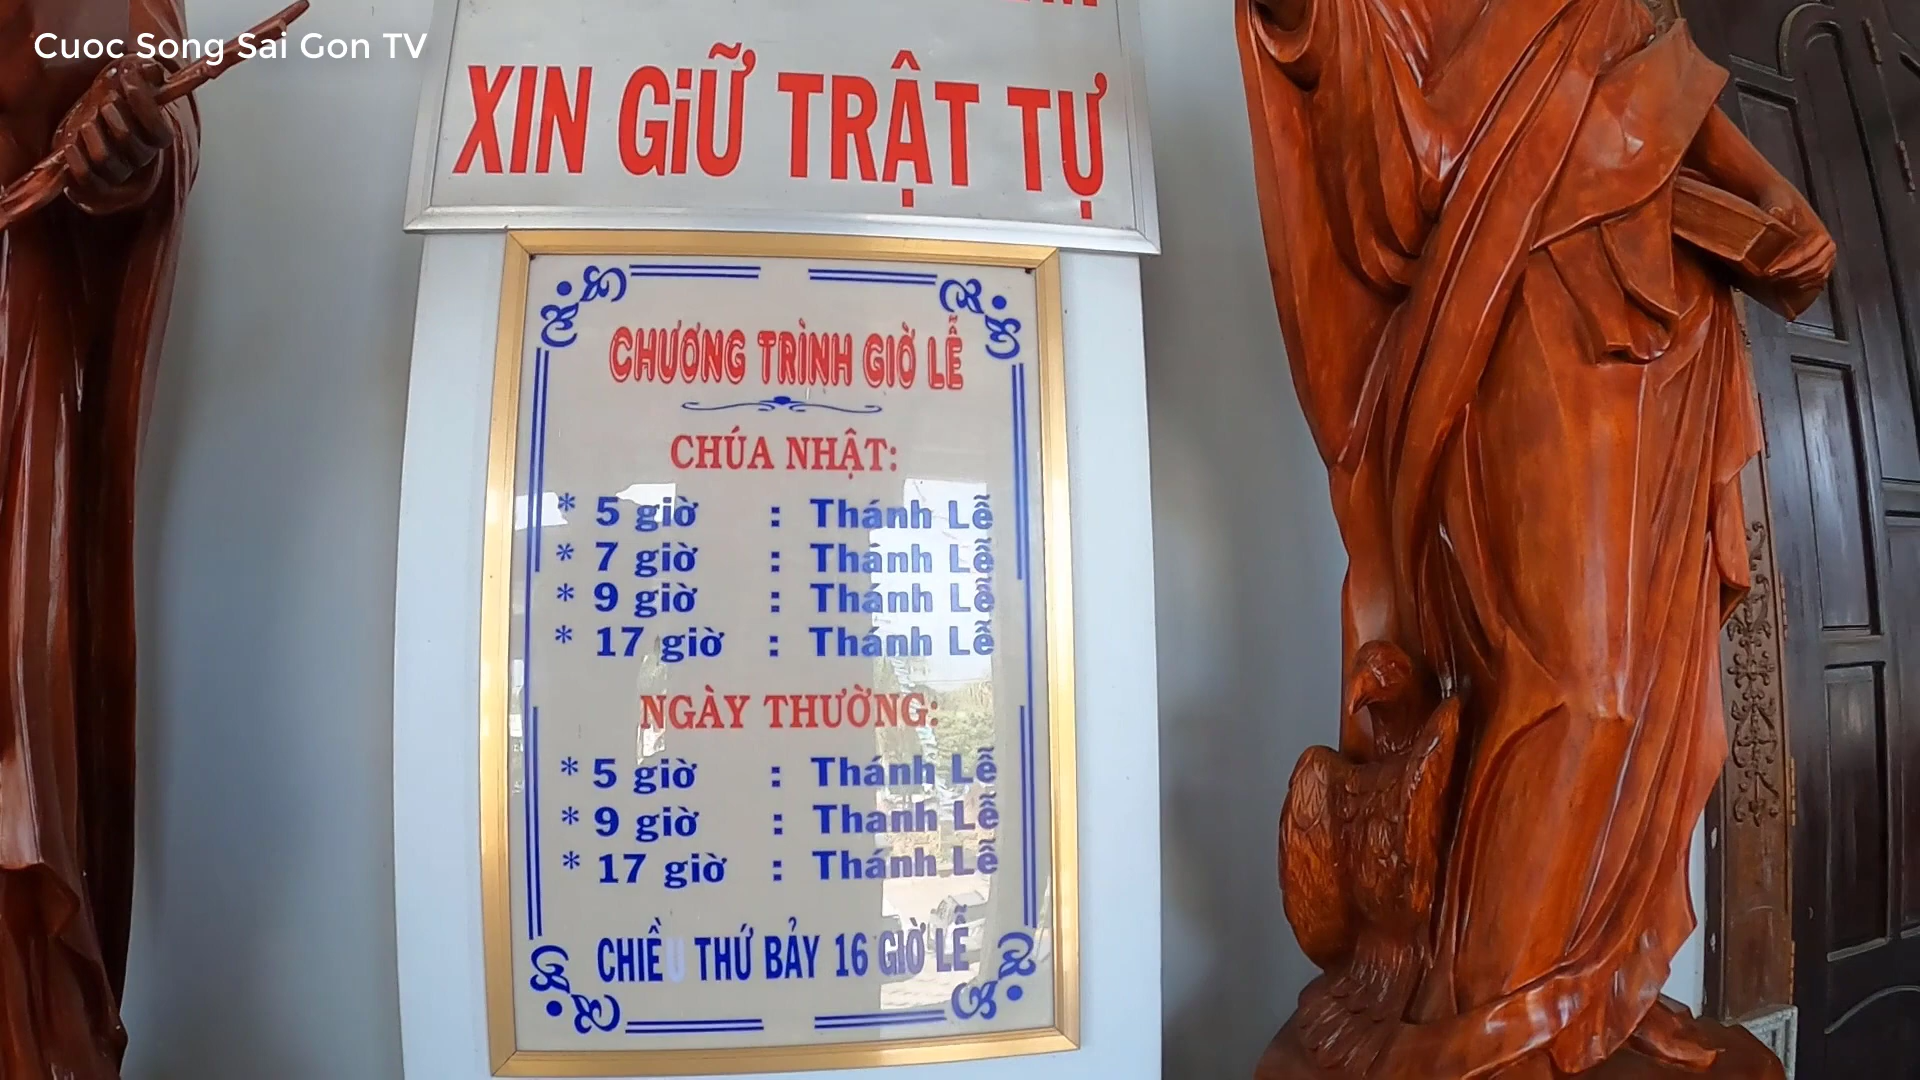 Cuoc Song Sai Gon TV
XIN GiỮ TRẬT TỰ
CHƯƠNG TRÌNH GIỜ LỄ
CHÚA NHẬT:
* 5 giờ : Thánh Lễ
* 7 giờ : Thánh Lễ
* 9 giờ : Thánh Lễ
* 17 giờ : Thánh Lễ
NGÀY THƯỜNG:
* 5 giờ : Thánh Lễ
* 9 giờ : Thanh Lễ
* 17 giờ : Thánh Lễ
CHIỀU THỨ BẢY 16 GIỜ LỄ